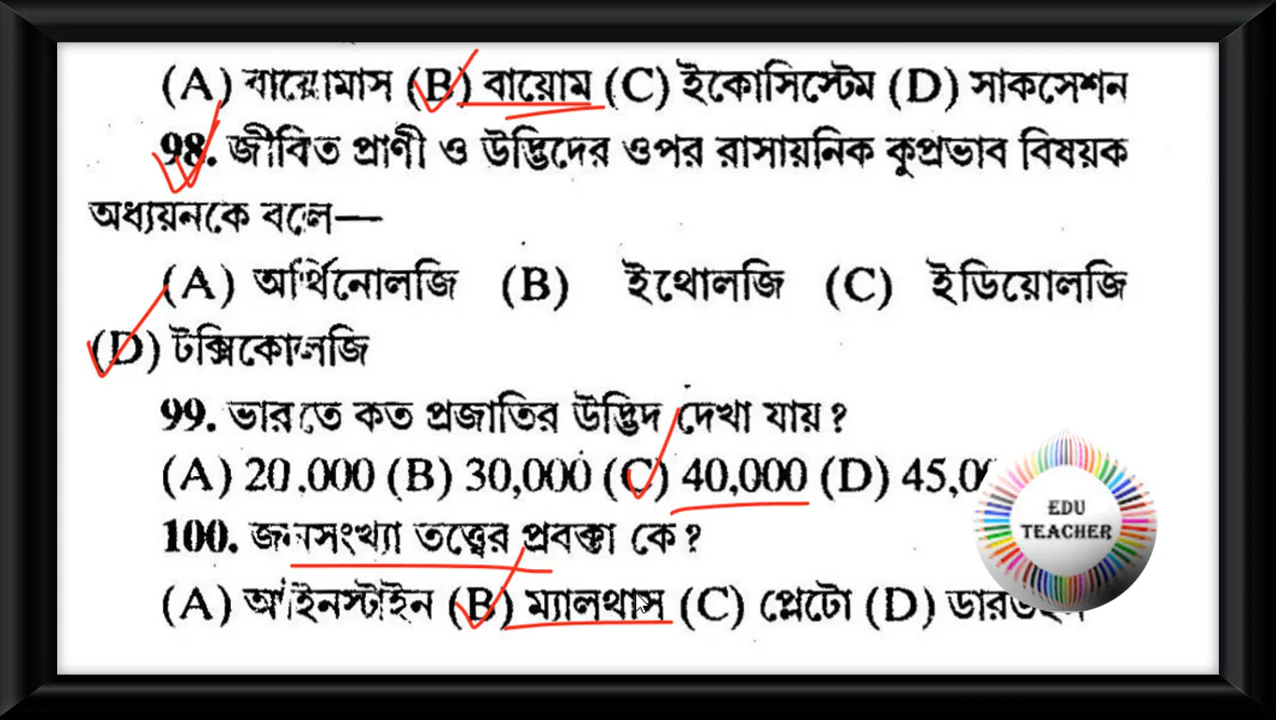 (A) বায়োমাস (B) বায়োম (C) ইকোসিস্টেম (D) সাকসেশন
98. জীবিত প্রাণী ও উদ্ভিদের ওপর রাসায়নিক কুপ্রভাব বিষয়ক
অধ্যয়নকে বলে—
(A) অর্থিনোলজি (B) ইথোলজি (C) ইডিয়োলজি
(D) টক্সিকোলজি
99. ভারতে কত প্রজাতির উদ্ভিদ দেখা যায়?
(A) 20,000 (B) 30,000 (C) 40,000 (D)
100. জনসংখ্যা তত্ত্বের প্রবক্তা কে?
(A) আইনস্টাইন (B) ম্যালথাস (C) প্লেটো (D)
EDU
TEACHER